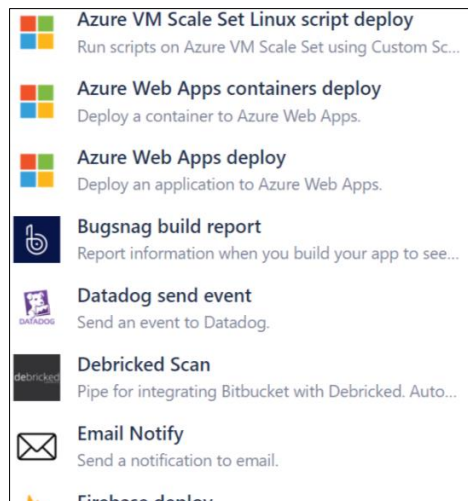 Azure VM Scale Set Linux script deploy
Run scripts on Azure VM Scale Set using Custom Sc...
Azure Web Apps containers deploy
Deploy a container to Azure Web Apps.
Azure Web Apps deploy
Deploy an application to Azure Web Apps.
Bugsnag build report
Report information when you build your app to see...
DATADOG
Datadog send event
Send an event to Datadog.
debricked
Debricked Scan
Pipe for integrating Bitbucket with Debricked. Auto...
Email Notify
Send a notification to email.
Firebase deploy